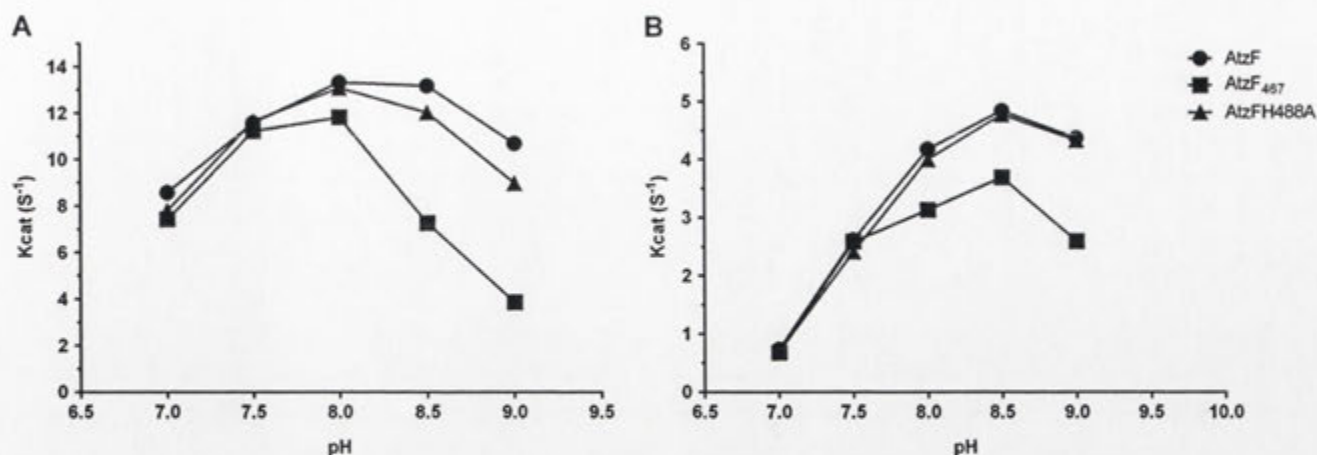 A
Kcat (S⁻¹)
14
12
10
8
6
4
2
0
6.5 7.0 7.5 8.0 8.5 9.0 9.5
pH
B
Kcat (S⁻¹)
6
5
4
3
2
1
0
6.5 7.0 7.5 8.0 8.5 9.0 9.5 10.0
pH
AtzF
AtzF₄₆₇
AtzFH488A